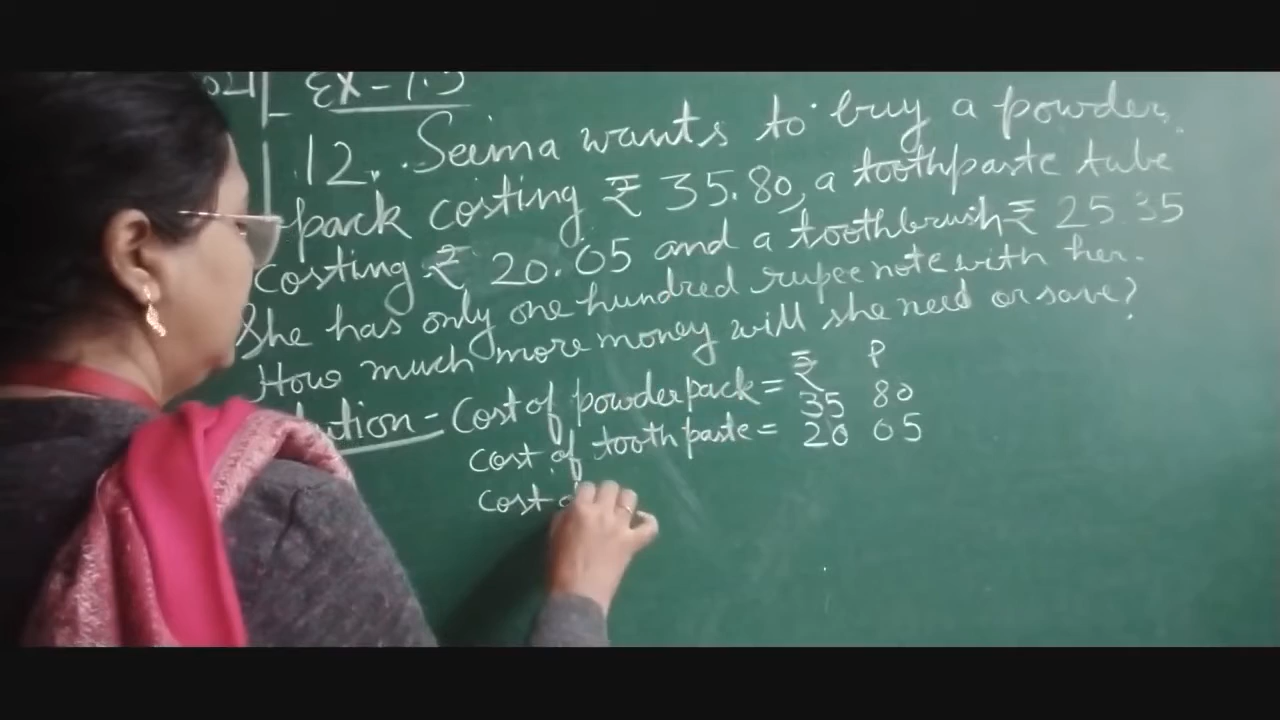 Ex - 1.5
12. Seema wants to buy a powder
pack costing ₹ 35.80, a toothpaste tube
costing ₹ 20.05 and a toothbrush ₹ 25.35
She has only one hundred rupee note with her.
How much more money will she need or save?
₹ P
ution - Cost of powder pack = 35 80
Cost of tooth paste = 20 05
Cost o